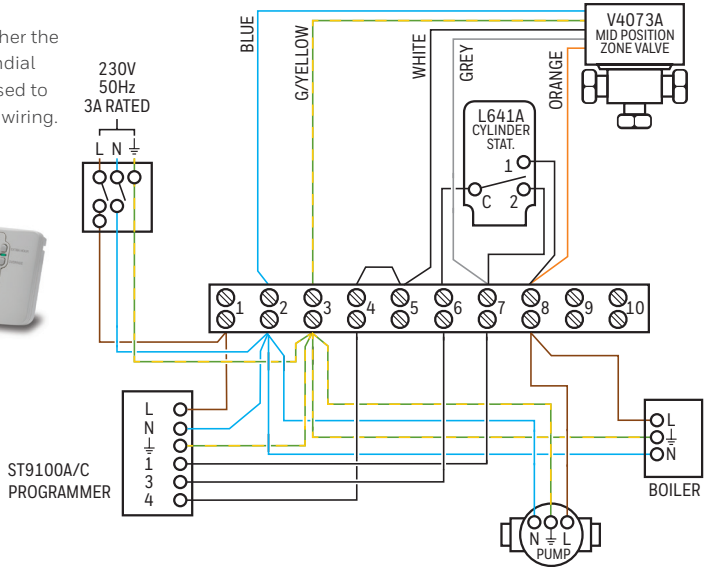 her the
ndial
sed to
wiring.
230V
50Hz
3A RATED
L N
BLUE
G/YELLOW
WHITE
GREY
ORANGE
V4073A
MID POSITION
ZONE VALVE
L641A
CYLINDER
STAT.
1
C 2
1 2 3 4 5 6 7 8 9 10
L
N
1
3
4
ST9100A/C
PROGRAMMER
L
N
BOILER
N L
PUMP